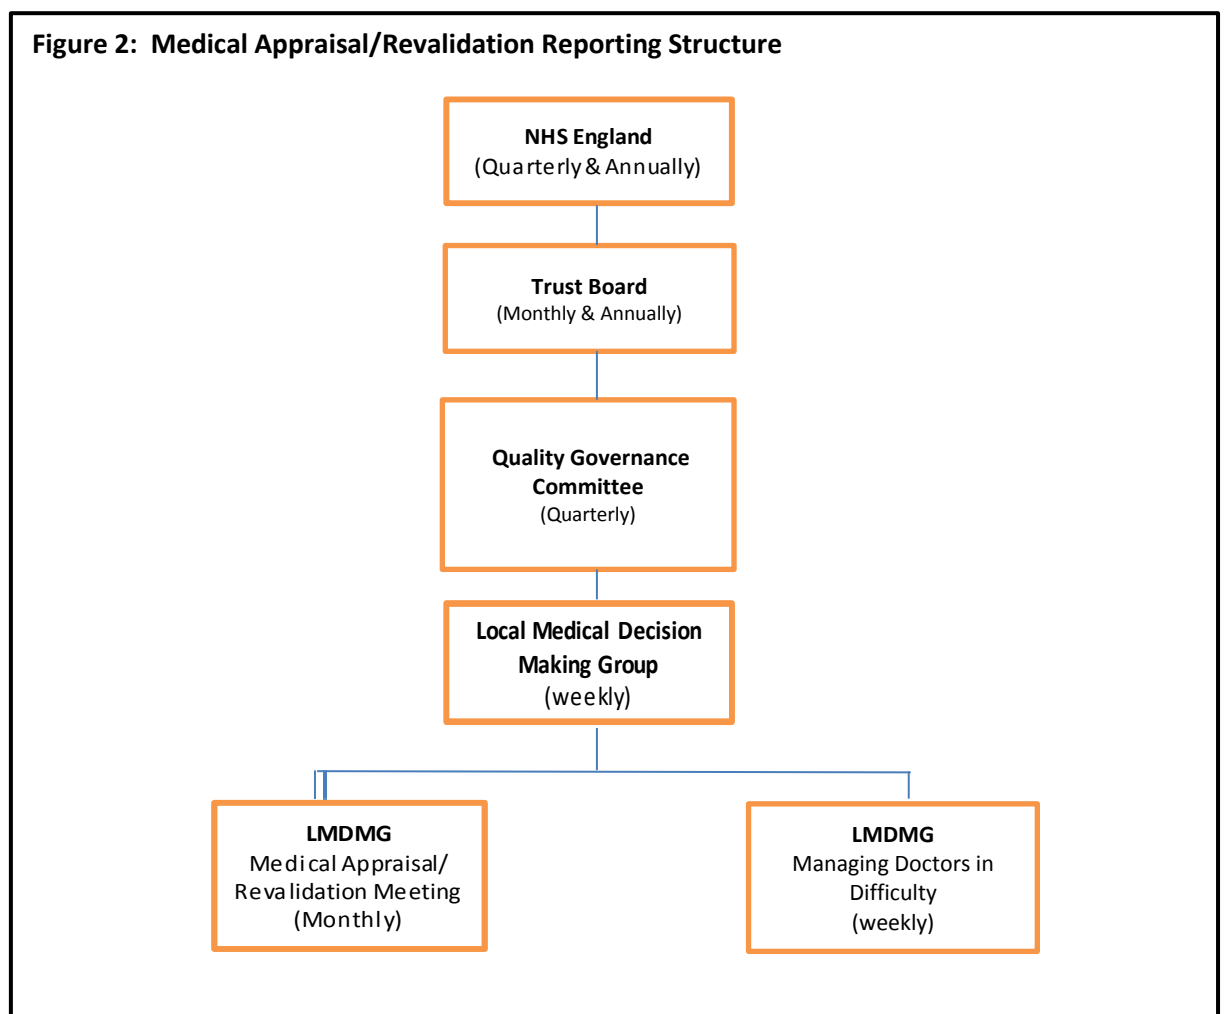 Figure 2: Medical Appraisal/Revalidation Reporting Structure
NHS England
(Quarterly & Annually)
Trust Board
(Monthly & Annually)
Quality Governance
Committee
(Quarterly)
Local Medical Decision
Making Group
(weekly)
LMDMG
Medical Appraisal/
Revalidation Meeting
(Monthly)
LMDMG
Managing Doctors in
Difficulty
(weekly)